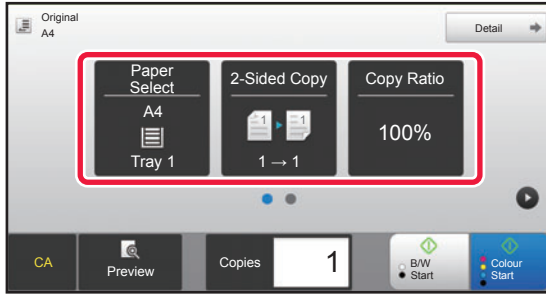 Original
A4
Detail
Paper
Select
A4
Tray 1
2-Sided Copy
1 1
1 → 1
Copy Ratio
100%
CA
Preview
Copies
1
B/W
Start
Colour
Start